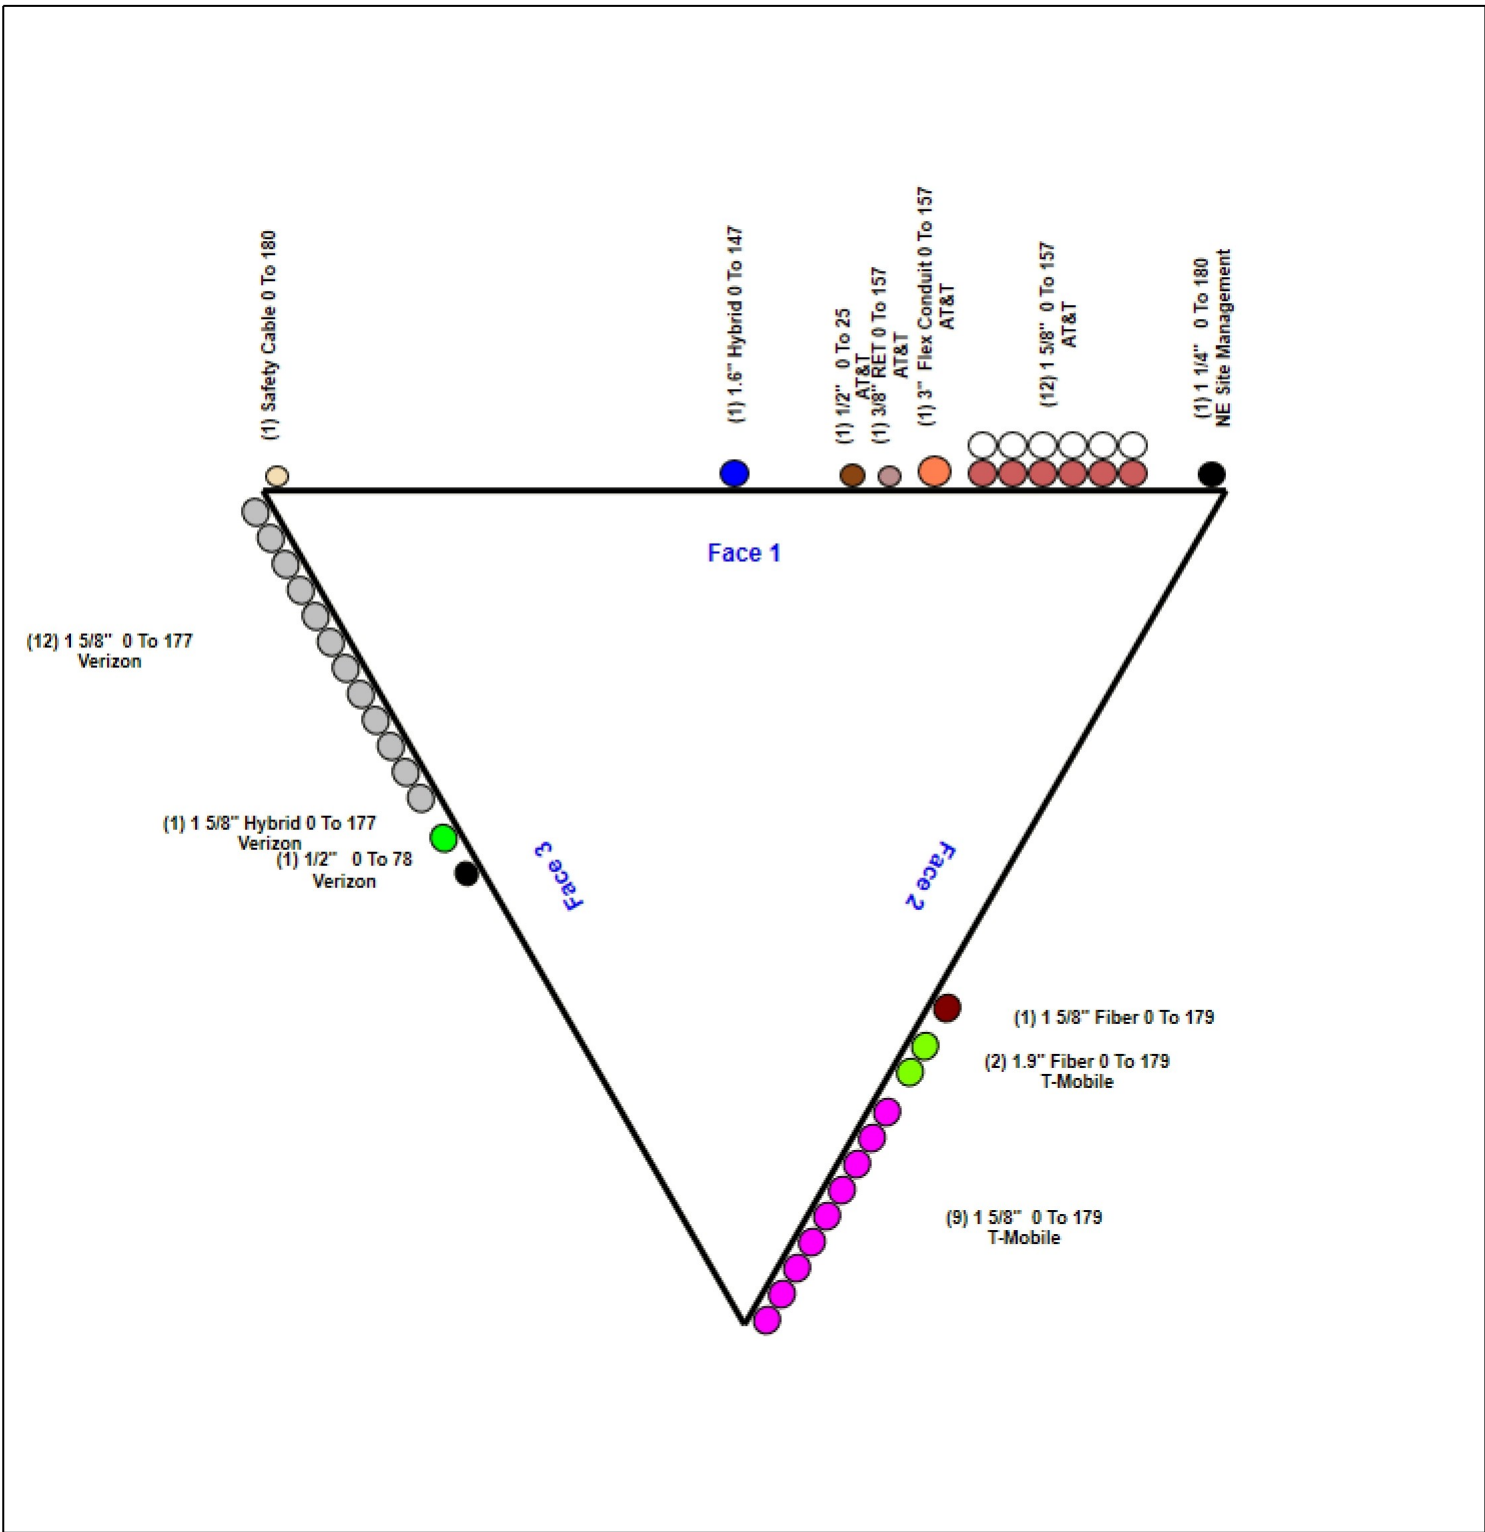 (1) Safety Cable 0 To 180
(1) 1.6" Hybrid 0 To 147
(1) 1/2"  0 To 25
AT&T
(1) 3/8" RET 0 To 157
AT&T
(1) 3"  Flex Conduit 0 To 157
AT&T
(12) 1 5/8"  0 To 157
AT&T
(1) 1 1/4"  0 To 180
NE Site Management
Face 1
(12) 1 5/8"  0 To 177
Verizon
(1) 1 5/8" Hybrid 0 To 177
Verizon
(1) 1/2"  0 To 78
Verizon
Face 3
Face 2
(1) 1 5/8" Fiber 0 To 179
(2) 1.9" Fiber 0 To 179
T-Mobile
(9) 1 5/8"  0 To 179
T-Mobile